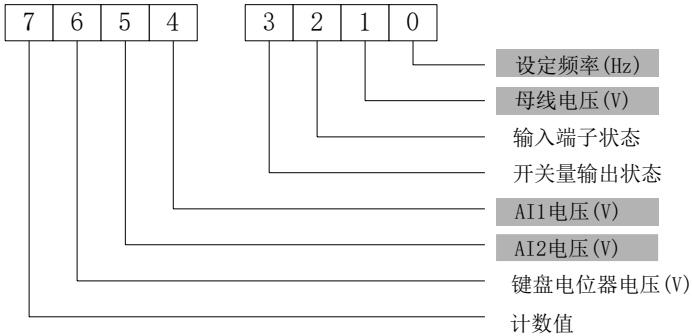 7 6 5 4 3 2 1 0
设定频率(Hz)
母线电压(V)
输入端子状态
开关量输出状态
AI1电压(V)
AI2电压(V)
键盘电位器电压(V)
计数值